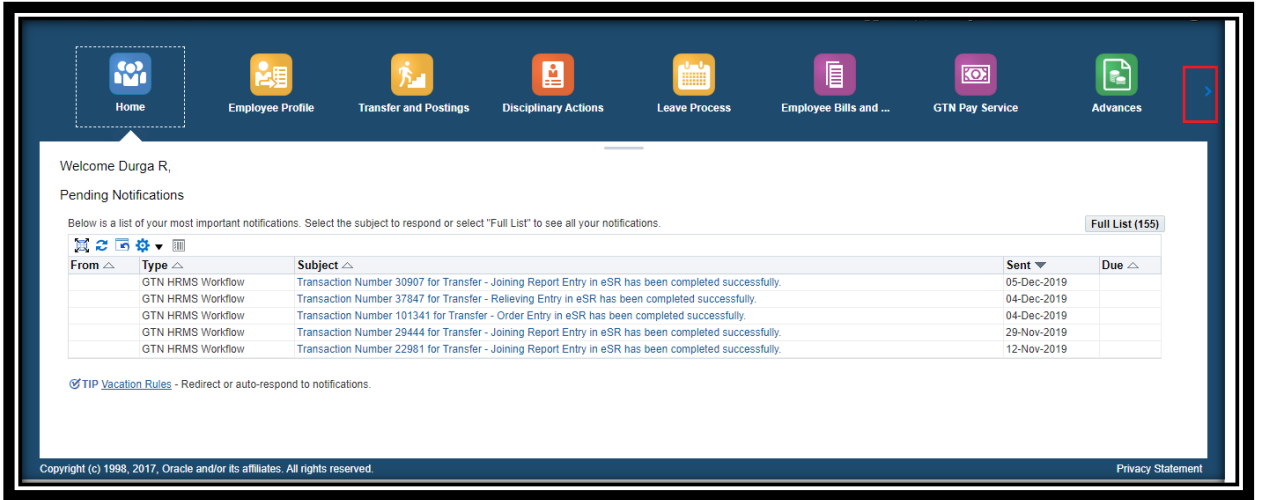 Home Employee Profile Transfer and Postings Disciplinary Actions Leave Process Employee Bills and ... GTN Pay Service Advances
Welcome Durga R,
Pending Notifications
Below is a list of your most important notifications. Select the subject to respond or select "Full List" to see all your notifications. Full List (155)
From Type Subject Sent Due
GTN HRMS Workflow Transaction Number 30907 for Transfer - Joining Report Entry in eSR has been completed successfully. 05-Dec-2019
GTN HRMS Workflow Transaction Number 37847 for Transfer - Relieving Entry in eSR has been completed successfully. 04-Dec-2019
GTN HRMS Workflow Transaction Number 101341 for Transfer - Order Entry in eSR has been completed successfully. 04-Dec-2019
GTN HRMS Workflow Transaction Number 29444 for Transfer - Joining Report Entry in eSR has been completed successfully. 29-Nov-2019
GTN HRMS Workflow Transaction Number 22981 for Transfer - Joining Report Entry in eSR has been completed successfully. 12-Nov-2019
TIP Vacation Rules - Redirect or auto-respond to notifications.
Copyright (c) 1998, 2017, Oracle and/or its affiliates. All rights reserved. Privacy Statement